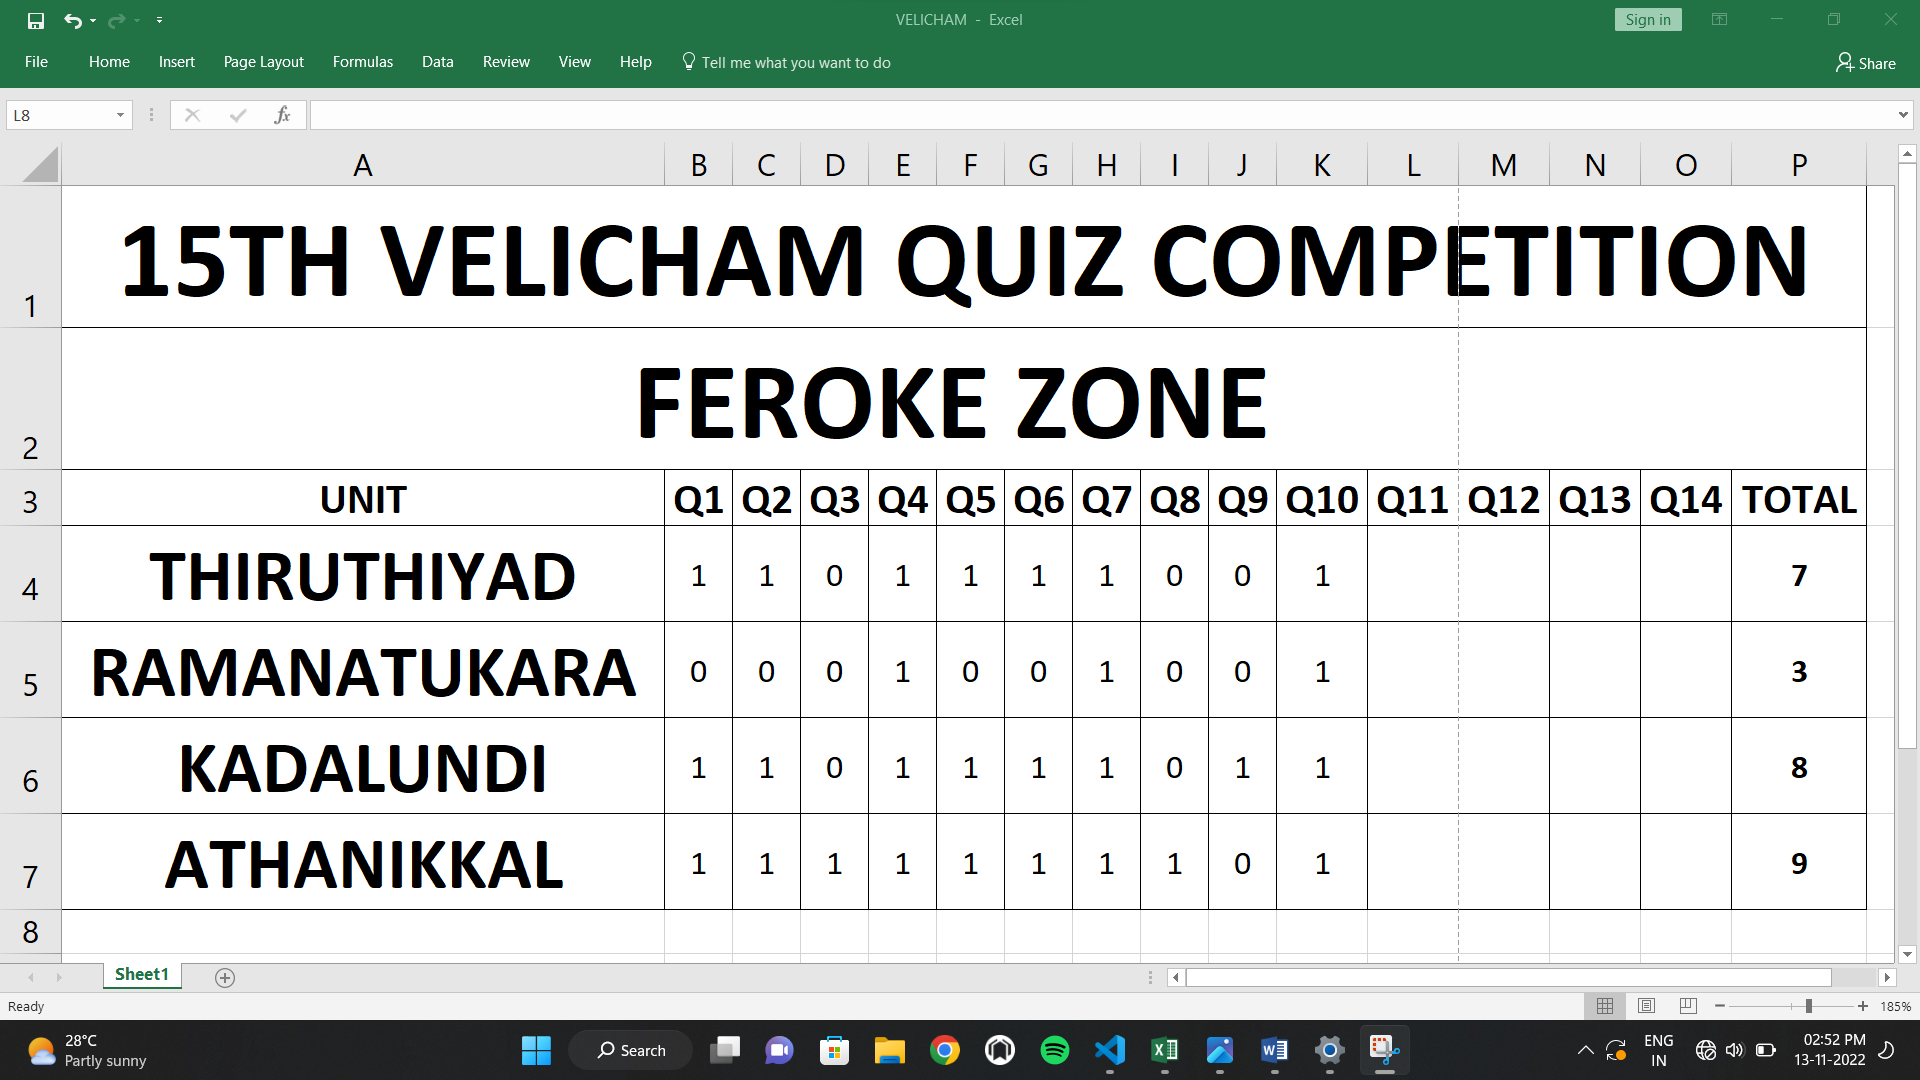 VELICHAM - Excel
Sign in
File Home Insert Page Layout Formulas Data Review View Help Tell me what you want to do Share
L8 fx
A B C D E F G H I J K L M N O P
1 15TH VELICHAM QUIZ COMPETITION
2 FEROKE ZONE
3 UNIT Q1 Q2 Q3 Q4 Q5 Q6 Q7 Q8 Q9 Q10 Q11 Q12 Q13 Q14 TOTAL
4 THIRUTHIYAD 1 1 0 1 1 1 1 0 0 1 7
5 RAMANATUKARA 0 0 0 1 0 0 1 0 0 1 3
6 KADALUNDI 1 1 0 1 1 1 1 0 1 1 8
7 ATHANIKKAL 1 1 1 1 1 1 1 1 0 1 9
8
Sheet1
Ready 185%
28°C
Partly sunny
Search
ENG
IN
02:52 PM
13-11-2022